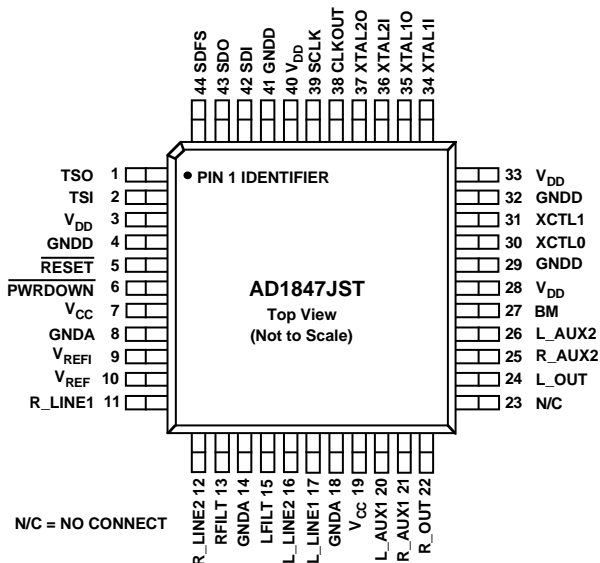 44 SDFS
43 SDO
42 SDI
41 GNDD
40 VDD
39 SCLK
38 CLKOUT
37 XTAL2O
36 XTAL2I
35 XTAL1O
34 XTAL1I
TSO 1
TSI 2
VDD 3
GNDD 4
RESET 5
PWRDOWN 6
VCC 7
GNDA 8
VREFI 9
VREF 10
R_LINE1 11
PIN 1 IDENTIFIER
AD1847JST
Top View
(Not to Scale)
33 VDD
32 GNDD
31 XCTL1
30 XCTL0
29 GNDD
28 VDD
27 BM
26 L_AUX2
25 R_AUX2
24 L_OUT
23 N/C
R_LINE2 12
RFILT 13
GNDA 14
LFILT 15
L_LINE2 16
L_LINE1 17
GNDA 18
VCC 19
L_AUX1 20
R_AUX1 21
R_OUT 22
N/C = NO CONNECT